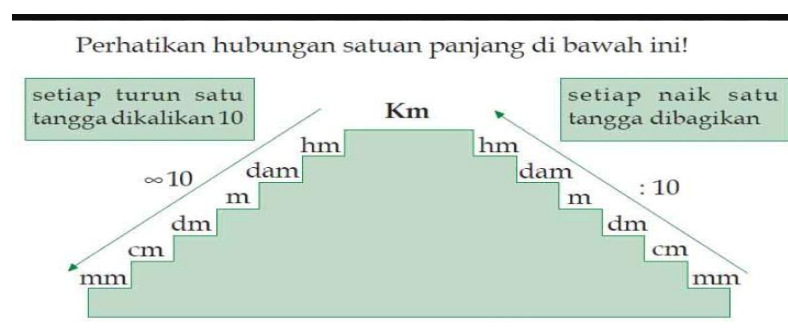 Perhatikan hubungan satuan panjang di bawah ini!
setiap turun satu
tangga dikalikan 10
setiap naik satu
tangga dibagikan
Km
hm
hm
dam
dam
∞ 10
: 10
m
m
dm
dm
cm
cm
mm
mm